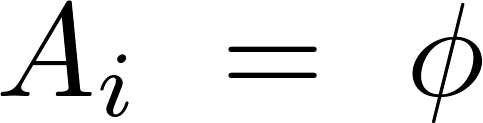 A_i = ϕ